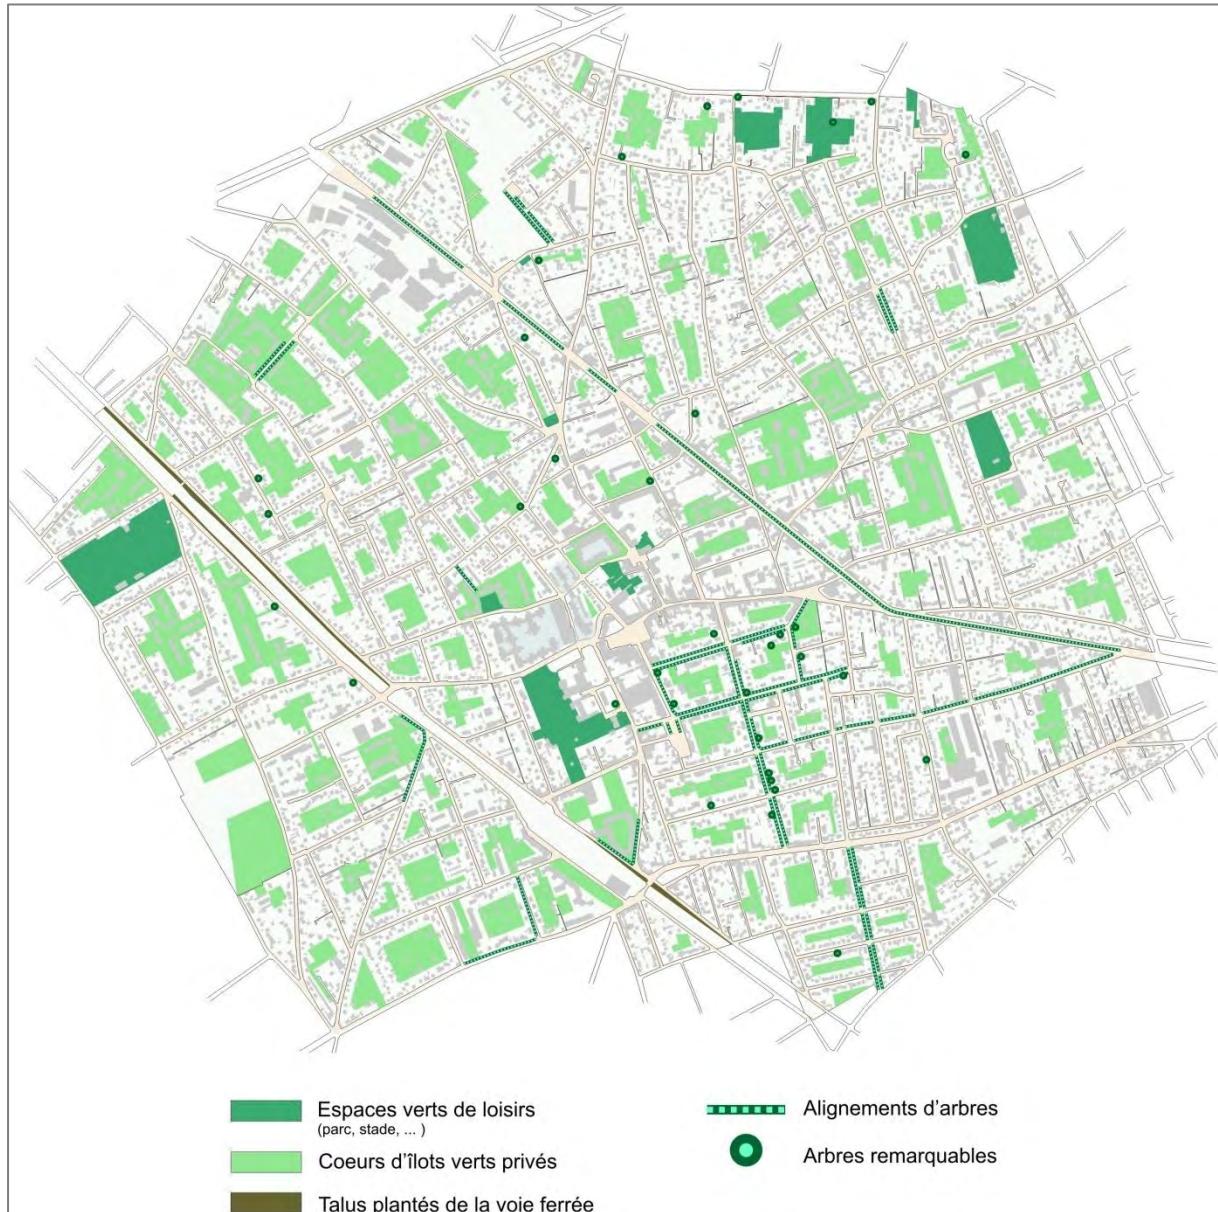 Espaces verts de loisirs
(parc, stade, ... )
Coeurs d'îlots verts privés
Talus plantés de la voie ferrée
Alignements d'arbres
Arbres remarquables